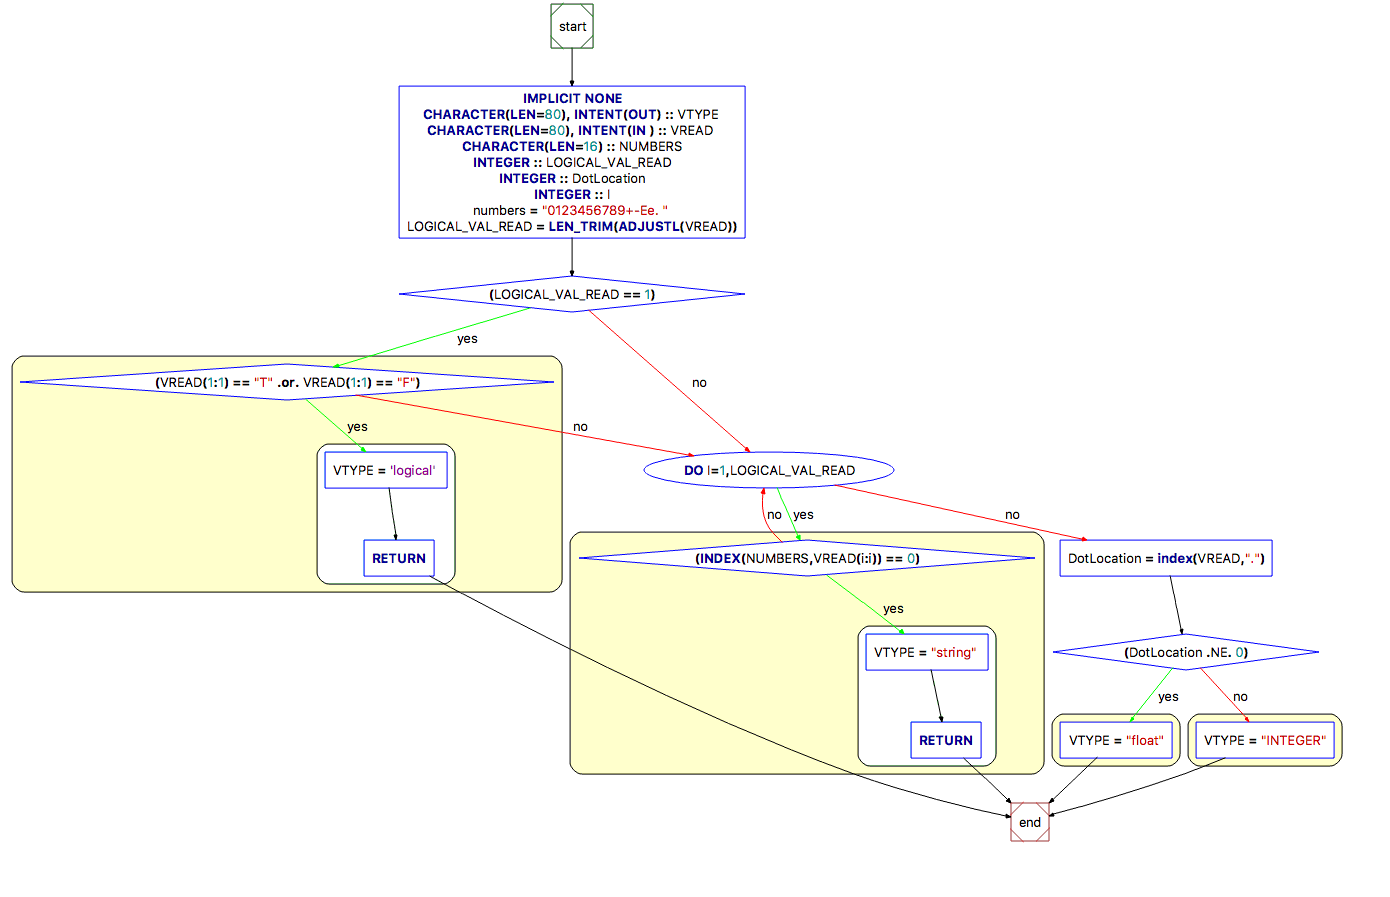 start
IMPLICIT NONE
CHARACTER(LEN=80), INTENT(OUT) :: VTYPE
CHARACTER(LEN=80), INTENT(IN ) :: VREAD
CHARACTER(LEN=16) :: NUMBERS
INTEGER :: LOGICAL_VAL_READ
INTEGER :: DotLocation
INTEGER :: I
numbers = "0123456789+-Ee. "
LOGICAL_VAL_READ = LEN_TRIM(ADJUSTL(VREAD))
(LOGICAL_VAL_READ == 1)
yes
no
(VREAD(1:1) == "T" .or. VREAD(1:1) == "F")
yes
no
VTYPE = 'logical'
DO I=1,LOGICAL_VAL_READ
no
yes
no
RETURN
(INDEX(NUMBERS,VREAD(i:i)) == 0)
DotLocation = index(VREAD,".")
yes
VTYPE = "string"
(DotLocation .NE. 0)
yes
no
RETURN
VTYPE = "float"
VTYPE = "INTEGER"
end